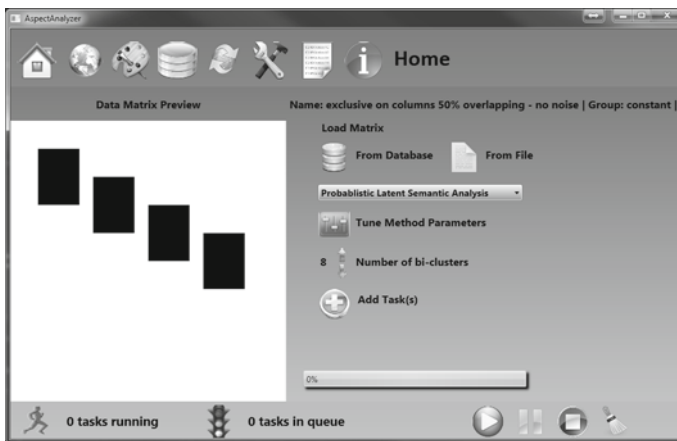 AspectAnalyzer
Home
Data Matrix Preview
Name: exclusive on columns 50% overlapping - no noise | Group: constant |
Load Matrix
From Database
From File
Probablistic Latent Semantic Analysis
Tune Method Parameters
8 Number of bi-clusters
Add Task(s)
0%
0 tasks running
0 tasks in queue